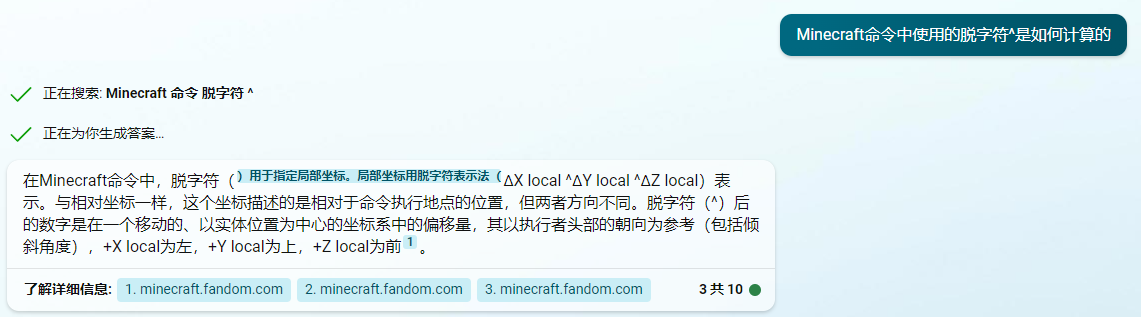 Minecraft命令中使用的脱字符^是如何计算的
正在搜索: Minecraft 命令 脱字符 ^
正在为你生成答案...
在Minecraft命令中，脱字符（）用于指定局部坐标。局部坐标用脱字符表示法（ΔX local ^ΔY local ^ΔZ local）表
示。与相对坐标一样，这个坐标描述的是相对于命令执行地点的位置，但两者方向不同。脱字符（^）后
的数字是在一个移动的、以实体位置为中心的坐标系中的偏移量，其以执行者头部的朝向为参考（包括倾
斜角度），+X local为左，+Y local为上，+Z local为前1。
了解详细信息: 1. minecraft.fandom.com 2. minecraft.fandom.com 3. minecraft.fandom.com 3 共 10